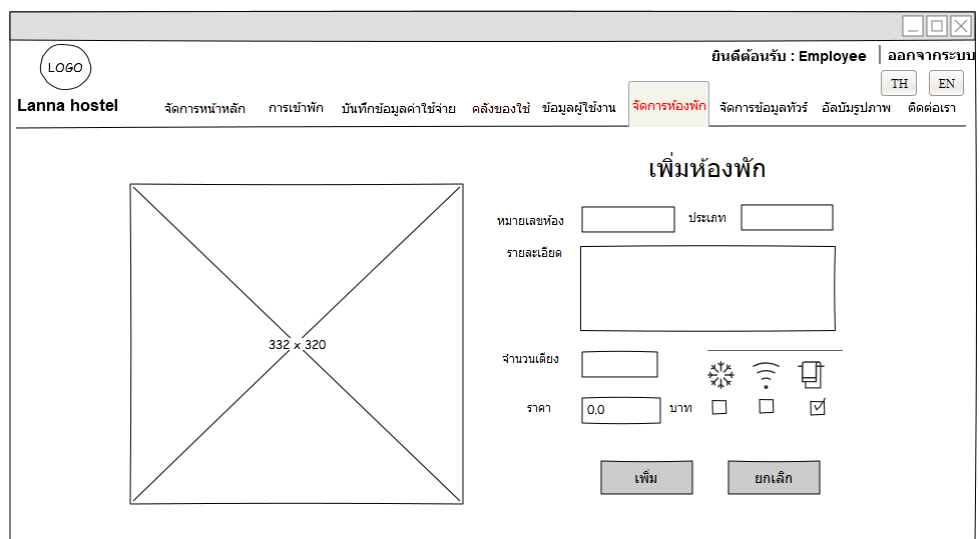 ยินดีต้อนรับ : Employee ออกจากระบบ
LOGO
TH EN
Lanna hostel จัดการหน้าหลัก การเข้าพัก บันทึกข้อมูลค่าใช้จ่าย คลังของใช้ ข้อมูลผู้ใช้งาน จัดการห้องพัก จัดการข้อมูลทัวร์ อัลบัมรูปภาพ ติดต่อเรา
เพิ่มห้องพัก
หมายเลขห้อง ประเภท
รายละเอียด
332 x 320
จำนวนเตียง
ราคา 0.0 บาท
เพิ่ม ยกเลิก